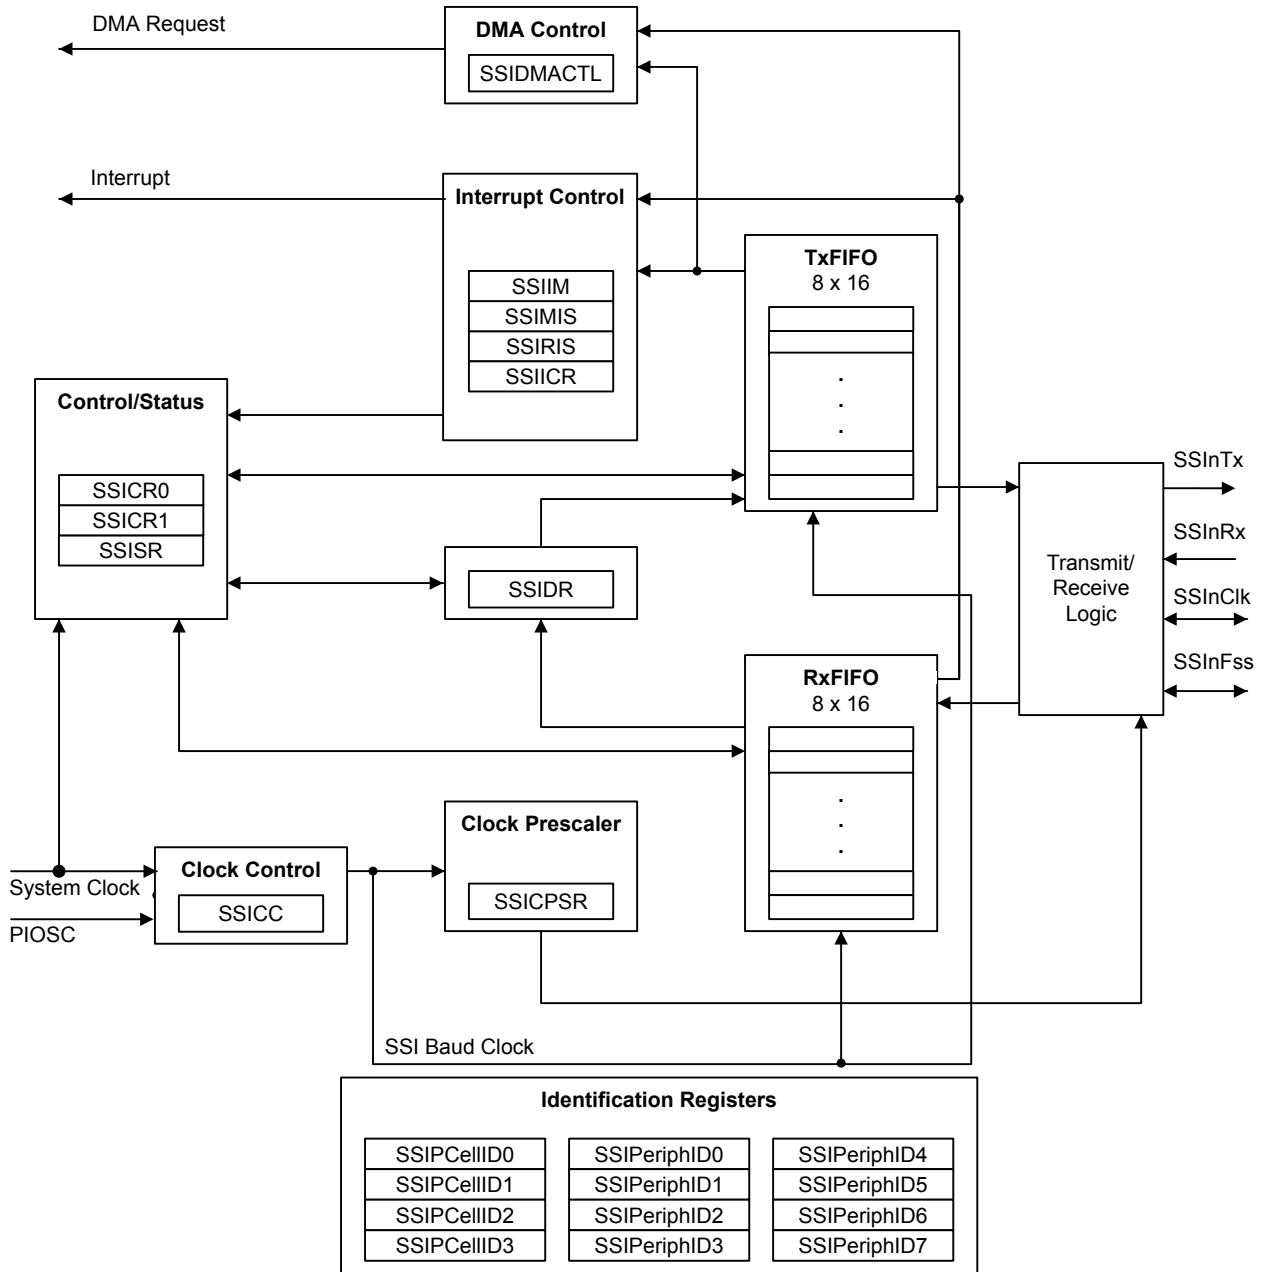 DMA Request
DMA Control
SSIDMACTL
Interrupt
Interrupt Control
SSIIM
SSIMIS
SSIRIS
SSIICR
TxFIFO
8 x 16
Control/Status
SSICR0
SSICR1
SSISR
SSIDR
Transmit/
Receive
Logic
SSInTx
SSInRx
SSInClk
SSInFss
RxFIFO
8 x 16
Clock Prescaler
SSICPSR
Clock Control
SSICC
System Clock
PIOSC
SSI Baud Clock
Identification Registers
SSIPCellID0 SSIPeriphID0 SSIPeriphID4
SSIPCellID1 SSIPeriphID1 SSIPeriphID5
SSIPCellID2 SSIPeriphID2 SSIPeriphID6
SSIPCellID3 SSIPeriphID3 SSIPeriphID7